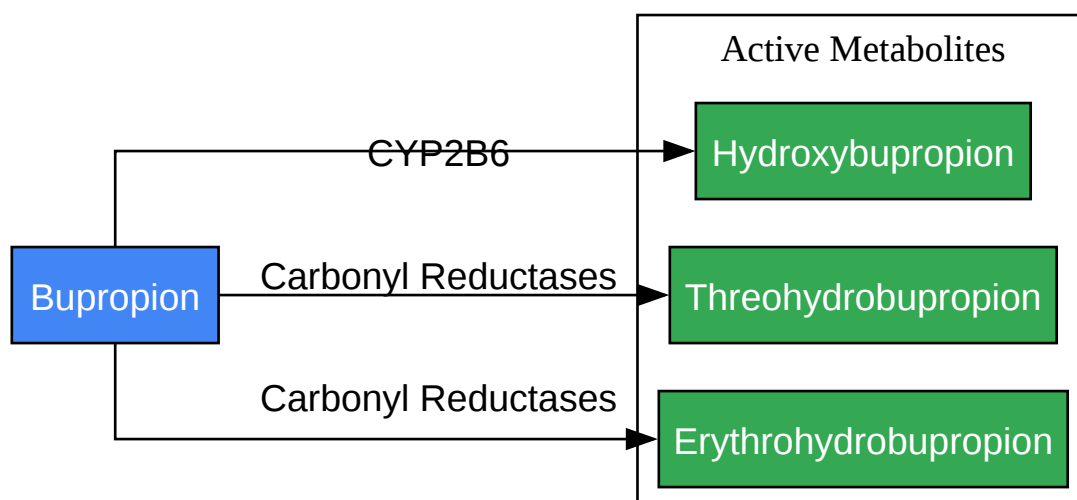 Active Metabolites
CYP2B6
Hydroxybupropion
Bupropion
Carbonyl Reductases
Threohydrobupropion
Carbonyl Reductases
Erythrohydrobupropion